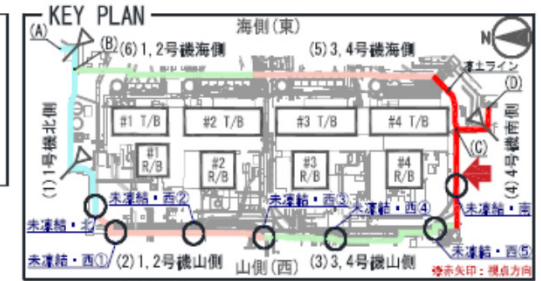 KEY PLAN
(A)
(B)
海側(東)
(6)1,2号機海側
(5)3,4号機海側
N
凍土ライン
(D)
#1 T/B
#2 T/B
#3 T/B
#4 T/B
(1)1号機北側
#1
R/B
#2
R/B
#3
R/B
#4
R/B
(C)
(4)4号機南側
未凍結・北
未凍結・西①
未凍結・西②
未凍結・西③
未凍結・西④
未凍結・南
未凍結・西⑤
(2)1,2号機山側
山側(西)
(3)3,4号機山側
※赤矢印：視点方向